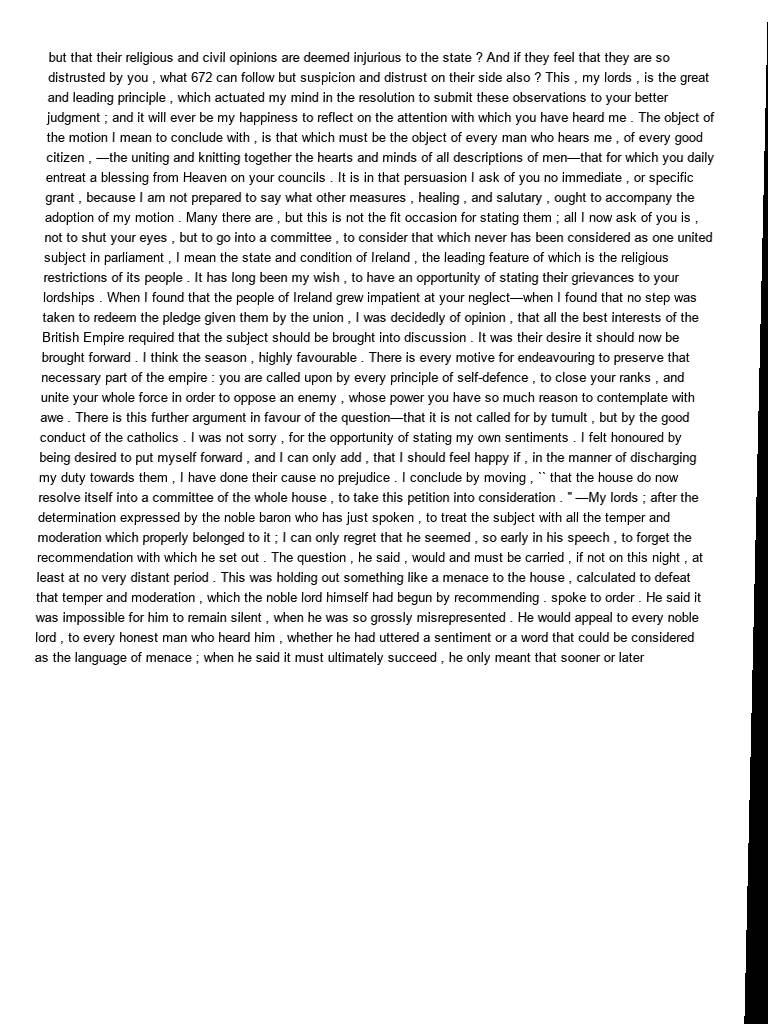 but that their religious and civil opinions are deemed injurious to the state ? And if they feel that they are so
distrusted by you , what 672 can follow but suspicion and distrust on their side also ? This , my lords , is the great
and leading principle , which actuated my mind in the resolution to submit these observations to your better
judgment ; and it will ever be my happiness to reflect on the attention with which you have heard me . The object of
the motion I mean to conclude with , is that which must be the object of every man who hears me , of every good
citizen , —the uniting and knitting together the hearts and minds of all descriptions of men—that for which you daily
entreat a blessing from Heaven on your councils . It is in that persuasion I ask of you no immediate , or specific
grant , because I am not prepared to say what other measures , healing , and salutary , ought to accompany the
adoption of my motion . Many there are , but this is not the fit occasion for stating them ; all I now ask of you is ,
not to shut your eyes , but to go into a committee , to consider that which never has been considered as one united
subject in parliament , I mean the state and condition of Ireland , the leading feature of which is the religious
restrictions of its people . It has long been my wish , to have an opportunity of stating their grievances to your
lordships . When I found that the people of Ireland grew impatient at your neglect—when I found that no step was
taken to redeem the pledge given them by the union , I was decidedly of opinion , that all the best interests of the
British Empire required that the subject should be brought into discussion . It was their desire it should now be
brought forward . I think the season , highly favourable . There is every motive for endeavouring to preserve that
necessary part of the empire : you are called upon by every principle of self-defence , to close your ranks , and
unite your whole force in order to oppose an enemy , whose power you have so much reason to contemplate with
awe . There is this further argument in favour of the question—that it is not called for by tumult , but by the good
conduct of the catholics . I was not sorry , for the opportunity of stating my own sentiments . I felt honoured by
being desired to put myself forward , and I can only add , that I should feel happy if , in the manner of discharging
my duty towards them , I have done their cause no prejudice . I conclude by moving , `` that the house do now
resolve itself into a committee of the whole house , to take this petition into consideration . " —My lords ; after the
determination expressed by the noble baron who has just spoken , to treat the subject with all the temper and
moderation which properly belonged to it ; I can only regret that he seemed , so early in his speech , to forget the
recommendation with which he set out . The question , he said , would and must be carried , if not on this night , at
least at no very distant period . This was holding out something like a menace to the house , calculated to defeat
that temper and moderation , which the noble lord himself had begun by recommending . spoke to order . He said it
was impossible for him to remain silent , when he was so grossly misrepresented . He would appeal to every noble
lord , to every honest man who heard him , whether he had uttered a sentiment or a word that could be considered
as the language of menace ; when he said it must ultimately succeed , he only meant that sooner or later